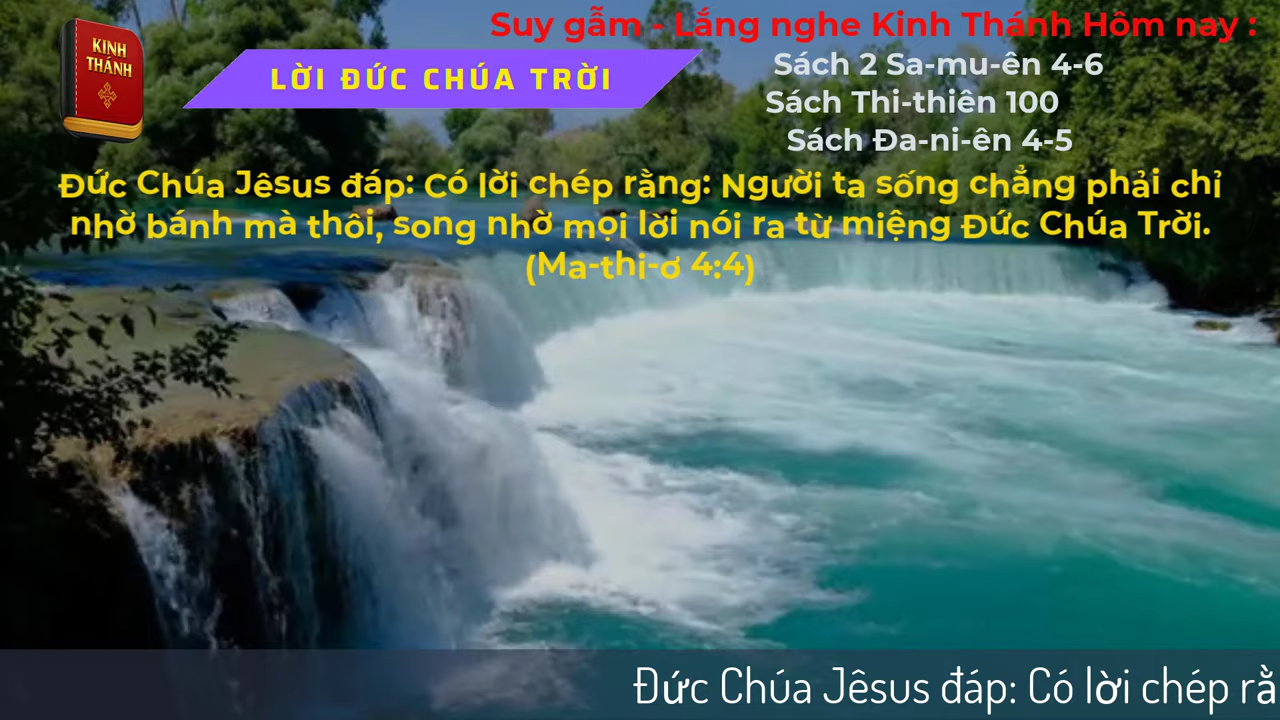 Suy gẫm - Lắng nghe Kinh Thánh Hôm nay :
KINH
THÁNH
LỜI ĐỨC CHÚA TRỜI
Sách 2 Sa-mu-ên 4-6
Sách Thi-thiên 100
Sách Đa-ni-ên 4-5
Đức Chúa Jêsus đáp: Có lời chép rằng: Người ta sống chẳng phải chỉ
nhờ bánh mà thôi, song nhờ mọi lời nói ra từ miệng Đức Chúa Trời.
(Ma-thi-ơ 4:4)
Đức Chúa Jêsus đáp: Có lời chép rằ